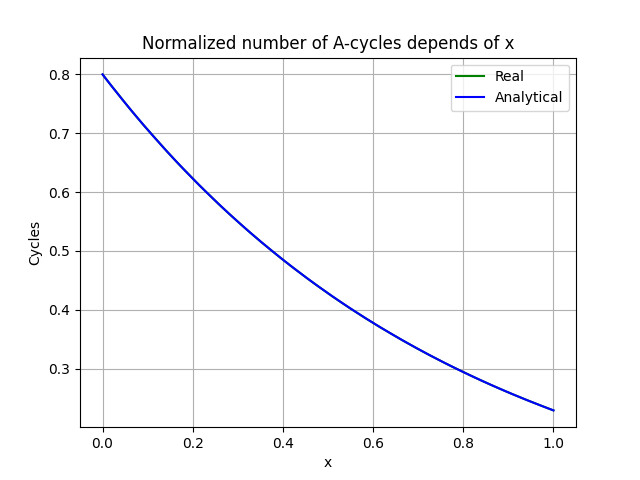 Normalized number of A-cycles depends of x
Real
Analytical
0.8
0.7
0.6
0.5
0.4
0.3
Cycles
0.0 0.2 0.4 0.6 0.8 1.0
x